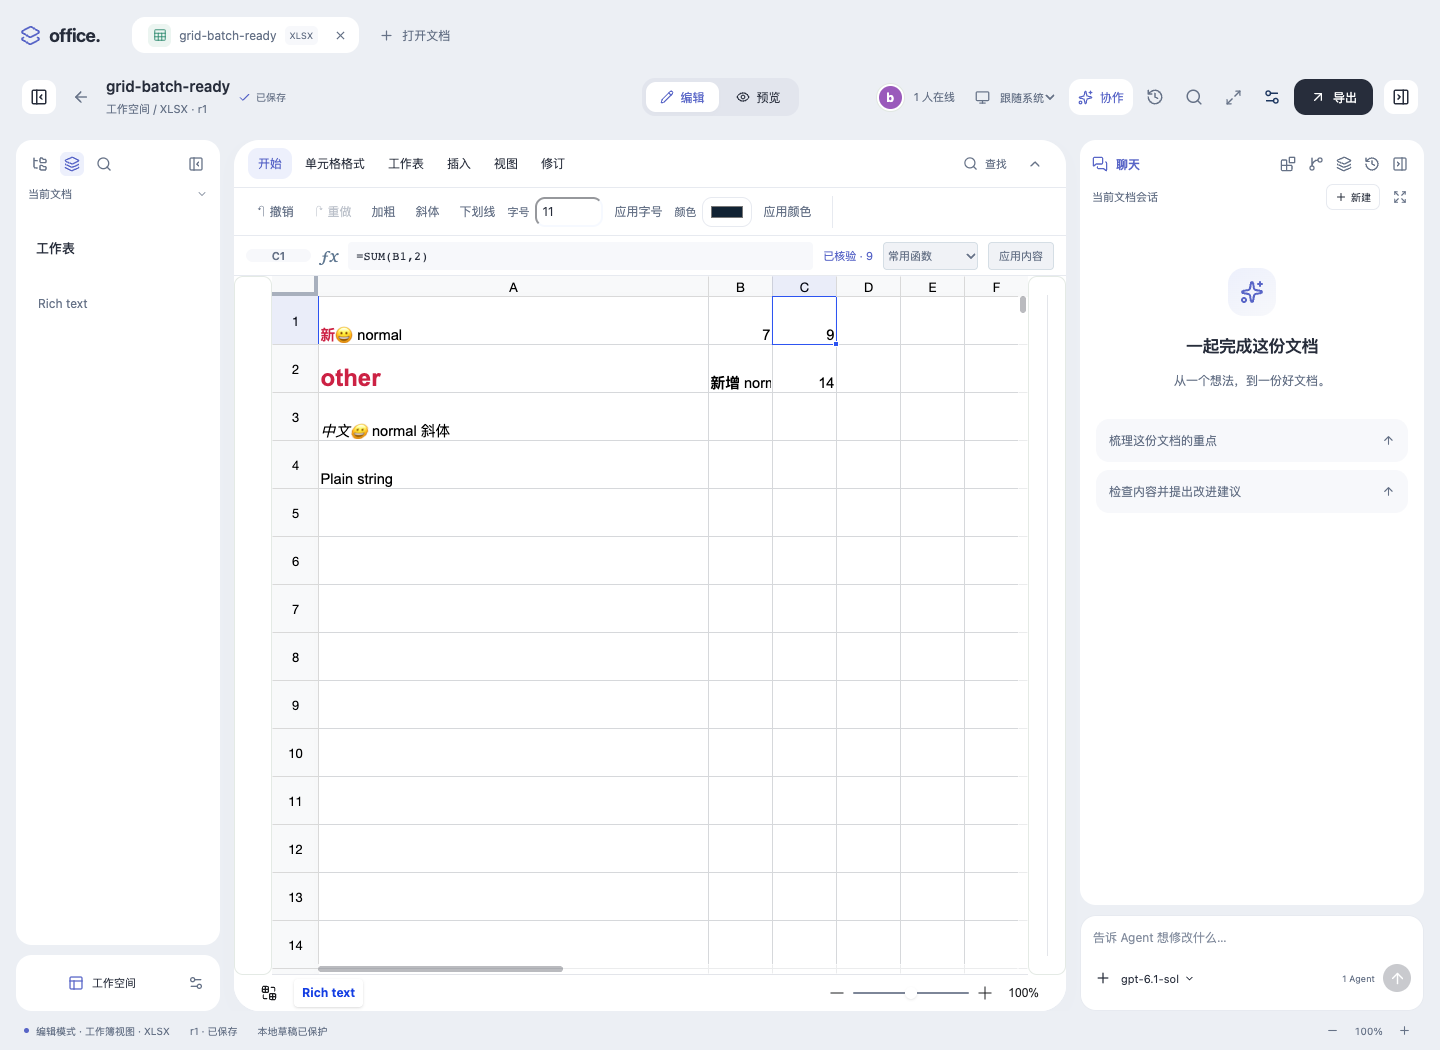 office.
grid-batch-ready XLSX
打开文档
grid-batch-ready
已保存
工作空间 / XLSX · r1
编辑
预览
b
1 人在线
跟随系统
协作
导出
当前文档
工作表
Rich text
工作空间
开始 单元格格式 工作表 插入 视图 修订
查找
撤销 重做 加粗 斜体 下划线 字号 11 应用字号 颜色 应用颜色
C1 fx =SUM(B1,2) 已核验 · 9 常用函数 应用内容
A B C D E F
1 新😀 normal 7 9
2 other 新增 norm 14
3 中文😀 normal 斜体
4 Plain string
5
6
7
8
9
10
11
12
13
14
Rich text
100%
聊天
当前文档会话
新建
一起完成这份文档
从一个想法，到一份好文档。
梳理这份文档的重点
检查内容并提出改进建议
告诉 Agent 想修改什么...
gpt-6.1-sol
1 Agent
编辑模式 · 工作簿视图 · XLSX r1 · 已保存 本地草稿已保护
100%